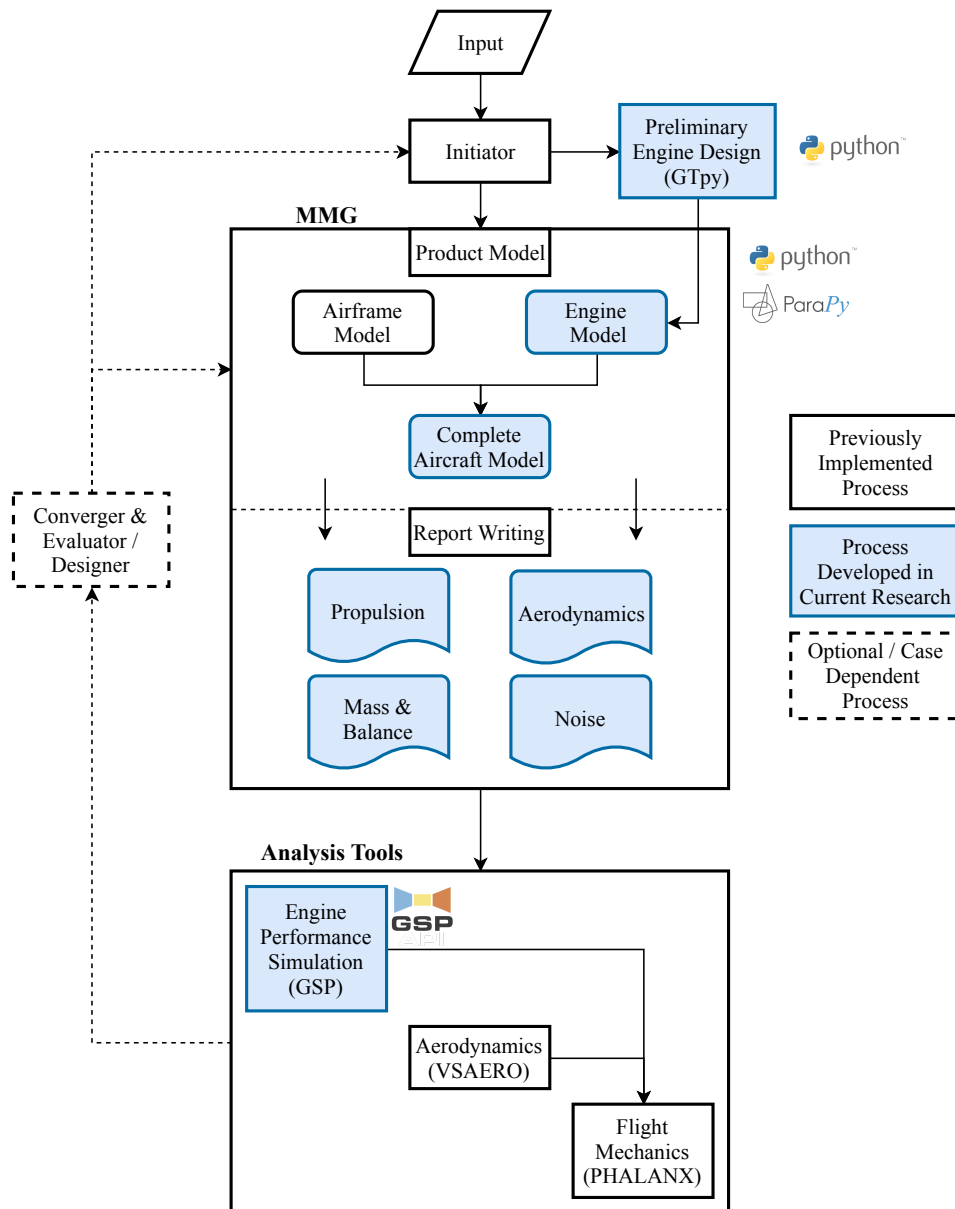 Input
Initiator
Preliminary
Engine Design
(GTpy)
python™
MMG
Product Model
python™
ParaPy
Airframe
Model
Engine
Model
Complete
Aircraft Model
Previously
Implemented
Process
Converger &
Evaluator /
Designer
Report Writing
Process
Developed in
Current Research
Propulsion
Aerodynamics
Optional / Case
Dependent
Process
Mass &
Balance
Noise
Analysis Tools
Engine
Performance
Simulation
(GSP)
GSP
API
Aerodynamics
(VSAERO)
Flight
Mechanics
(PHALANX)